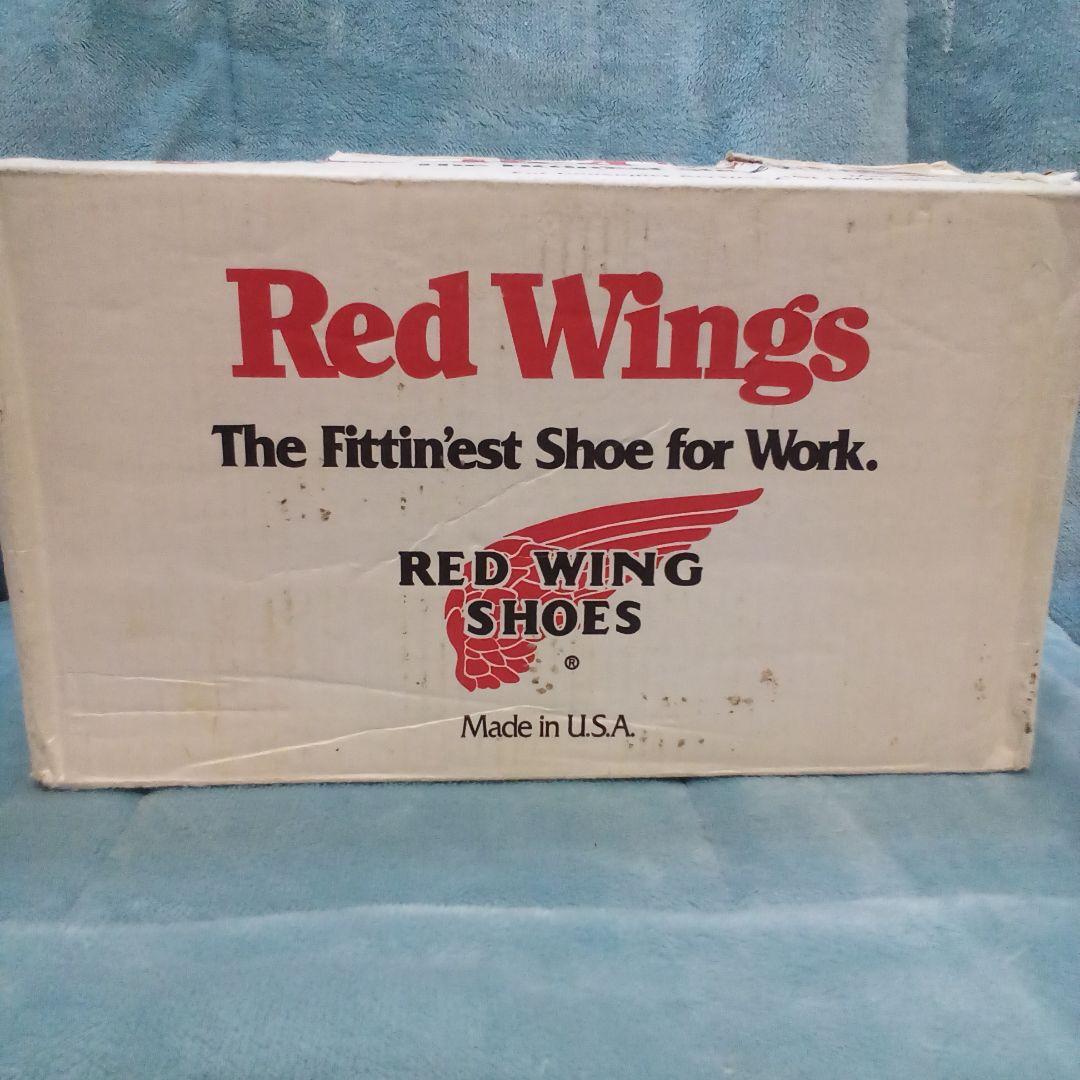 Red Wings
The Fittin'est Shoe for Work.
RED WING
SHOES
®
Made in U.S.A.